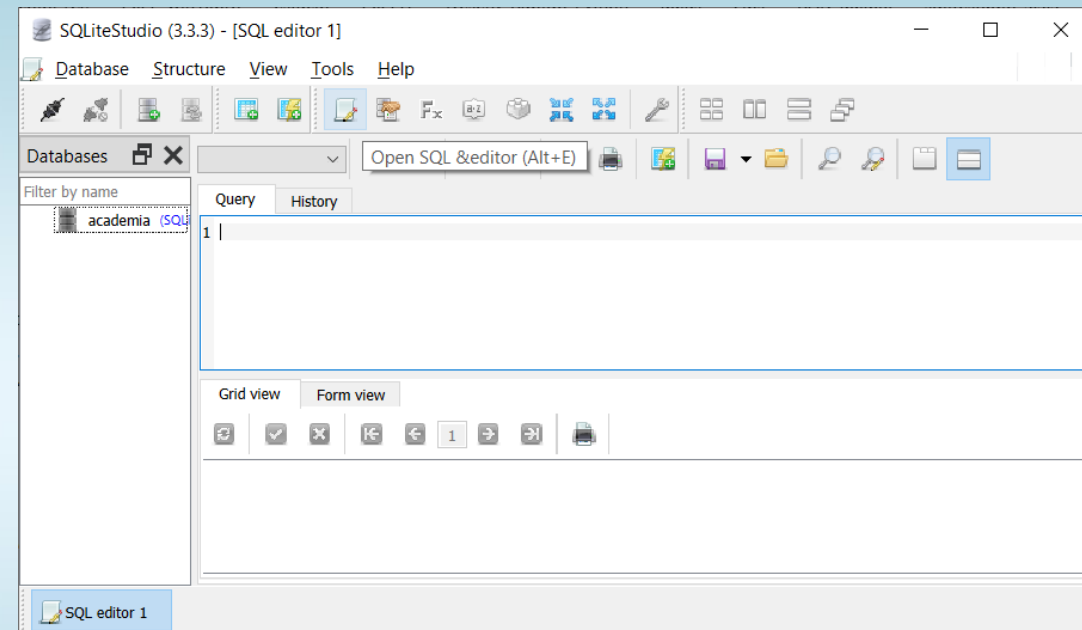 SQLiteStudio (3.3.3) - [SQL editor 1]
Database Structure View Tools Help
Databases
Open SQL &editor (Alt+E)
Filter by name
academia (SQL
Query History
1
Grid view Form view
1
SQL editor 1